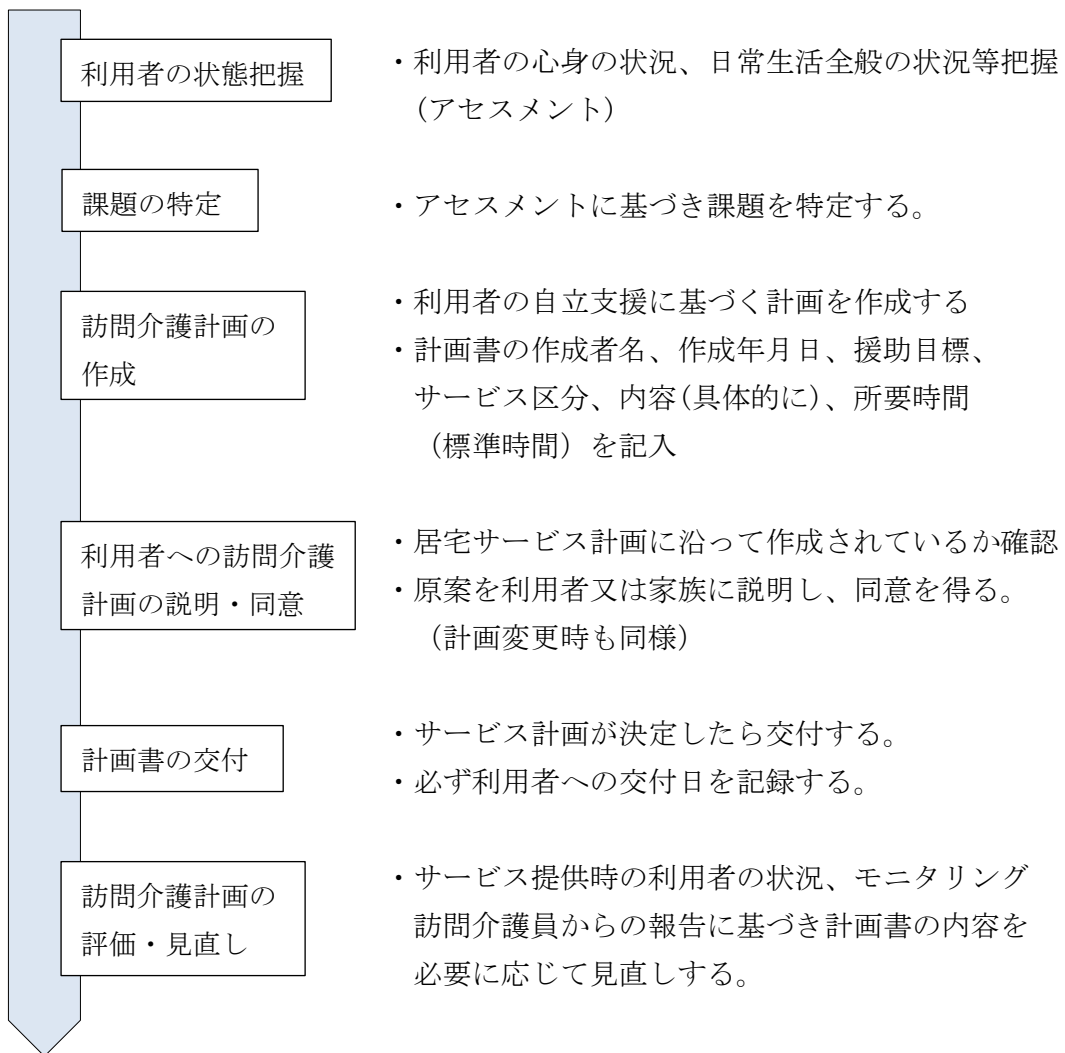 利用者の状態把握
・利用者の心身の状況、日常生活全般の状況等把握
（アセスメント）
課題の特定
・アセスメントに基づき課題を特定する。
訪問介護計画の
作成
・利用者の自立支援に基づく計画を作成する
・計画書の作成者名、作成年月日、援助目標、
サービス区分、内容(具体的に)、所要時間
（標準時間）を記入
利用者への訪問介護
計画の説明・同意
・居宅サービス計画に沿って作成されているか確認
・原案を利用者又は家族に説明し、同意を得る。
（計画変更時も同様）
計画書の交付
・サービス計画が決定したら交付する。
・必ず利用者への交付日を記録する。
訪問介護計画の
評価・見直し
・サービス提供時の利用者の状況、モニタリング
訪問介護員からの報告に基づき計画書の内容を
必要に応じて見直しする。